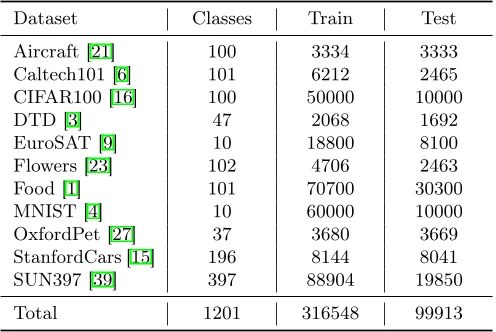 Dataset Classes Train Test
Aircraft [21] 100 3334 3333
Caltech101 [6] 101 6212 2465
CIFAR100 [16] 100 50000 10000
DTD [3] 47 2068 1692
EuroSAT [9] 10 18800 8100
Flowers [23] 102 4706 2463
Food [1] 101 70700 30300
MNIST [4] 10 60000 10000
OxfordPet [27] 37 3680 3669
StanfordCars [15] 196 8144 8041
SUN397 [39] 397 88904 19850
Total 1201 316548 99913